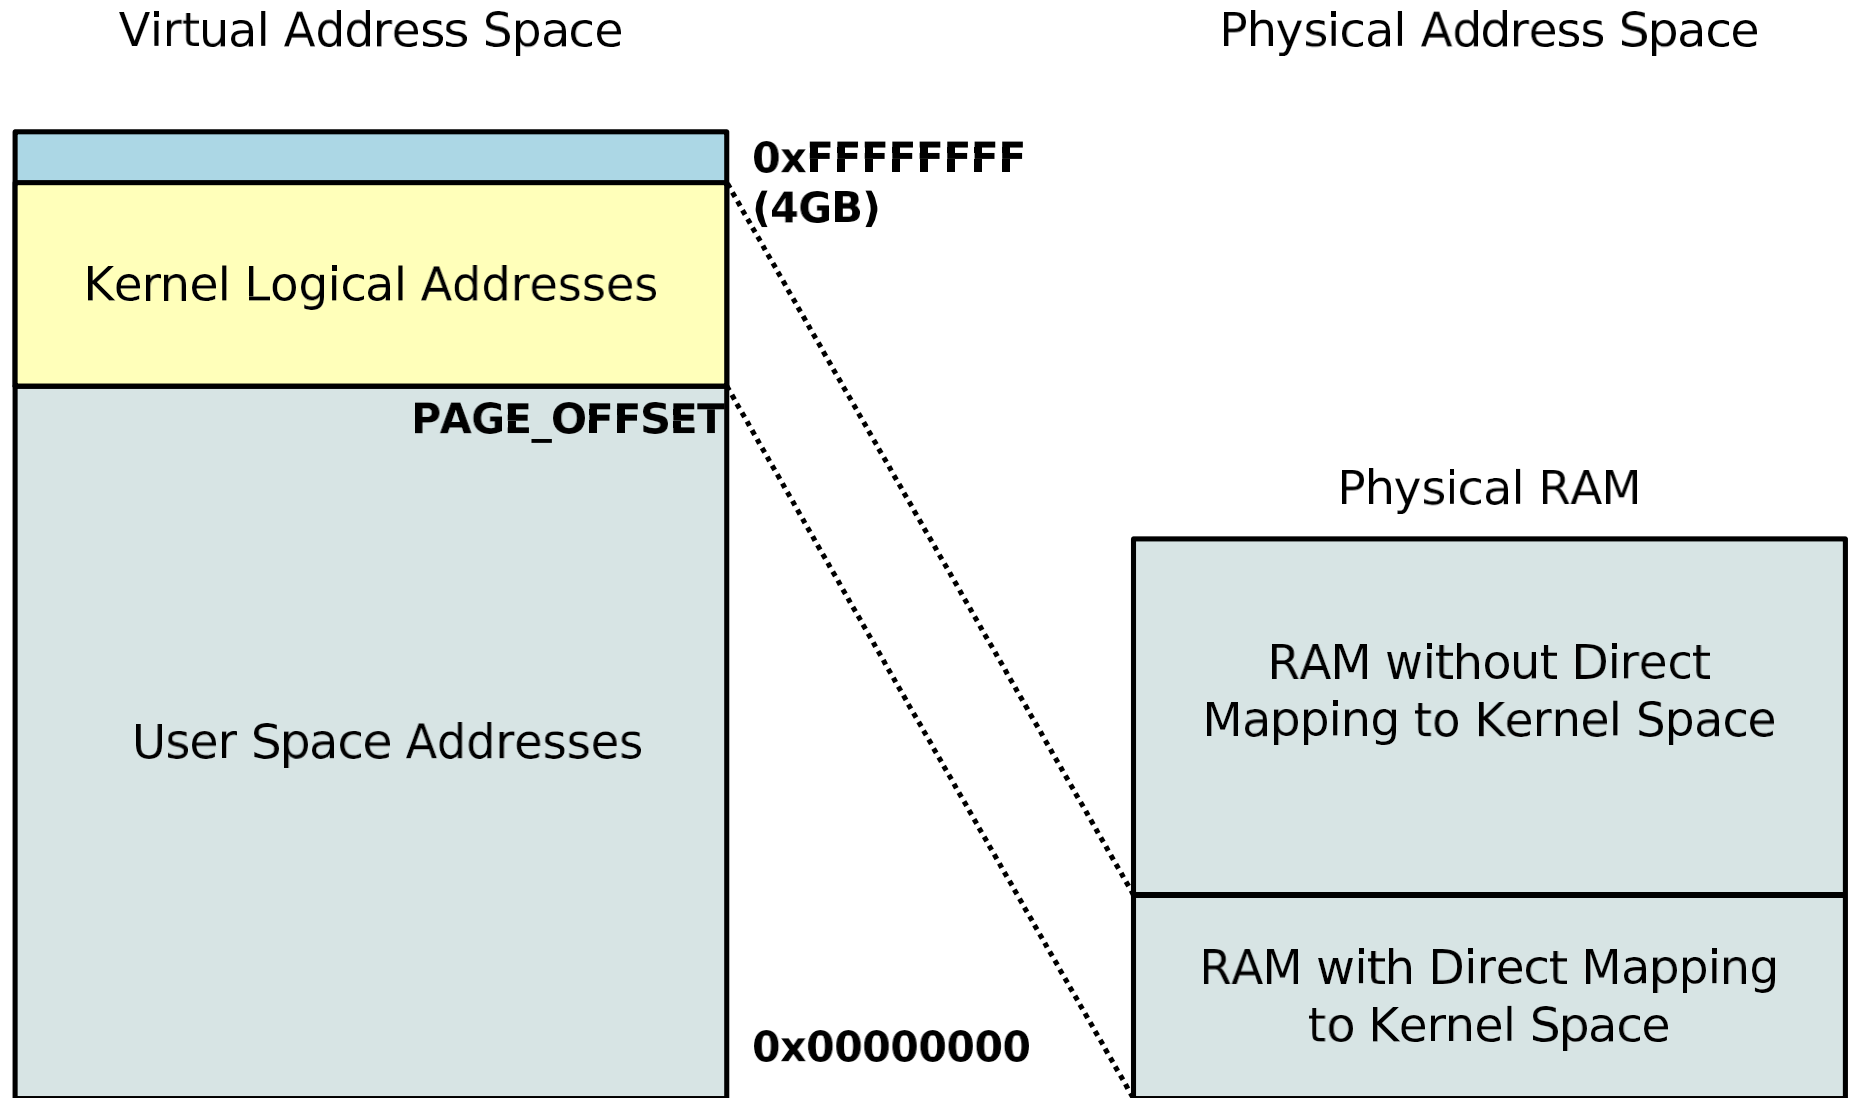 Virtual Address Space
Physical Address Space
0xFFFFFFFF
(4GB)
Kernel Logical Addresses
PAGE_OFFSET
Physical RAM
RAM without Direct
Mapping to Kernel Space
User Space Addresses
RAM with Direct Mapping
to Kernel Space
0x00000000